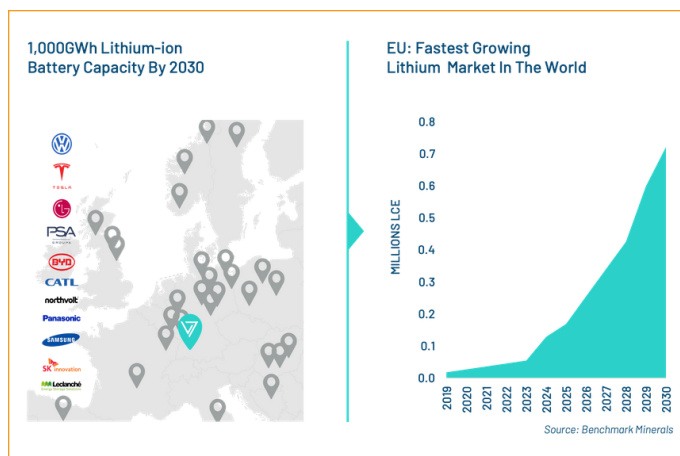 1,000GWh Lithium-ion
Battery Capacity By 2030
TESLA
LG
PSA
GROUPE
BYD
CATL
northvolt
Panasonic
SAMSUNG
SK innovation
Leclanché
EU: Fastest Growing
Lithium Market In The World
MILLIONS LCE
0.8
0.7
0.6
0.5
0.4
0.3
0.2
0.1
0.0
2019
2020
2021
2022
2023
2024
2025
2026
2027
2028
2029
2030
Source: Benchmark Minerals